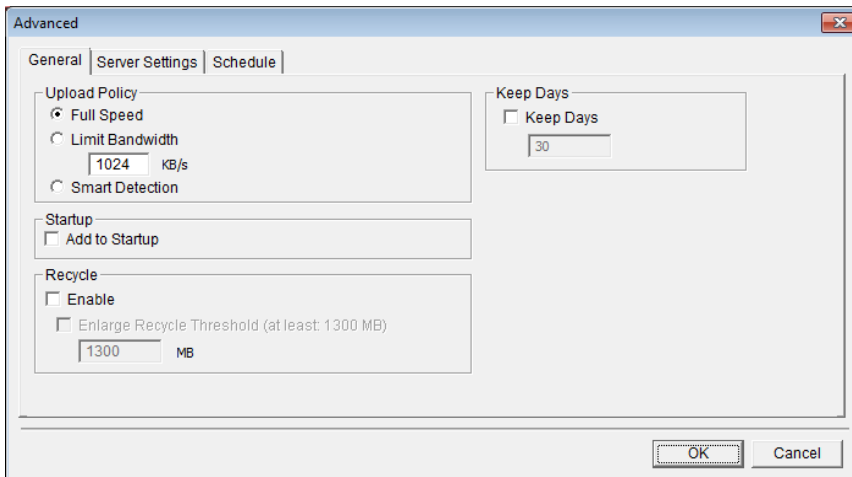 Advanced
General
Server Settings
Schedule
Upload Policy
Full Speed
Limit Bandwidth
1024 KB/s
Smart Detection
Startup
Add to Startup
Recycle
Enable
Enlarge Recycle Threshold (at least: 1300 MB)
1300 MB
Keep Days
Keep Days
30
OK
Cancel